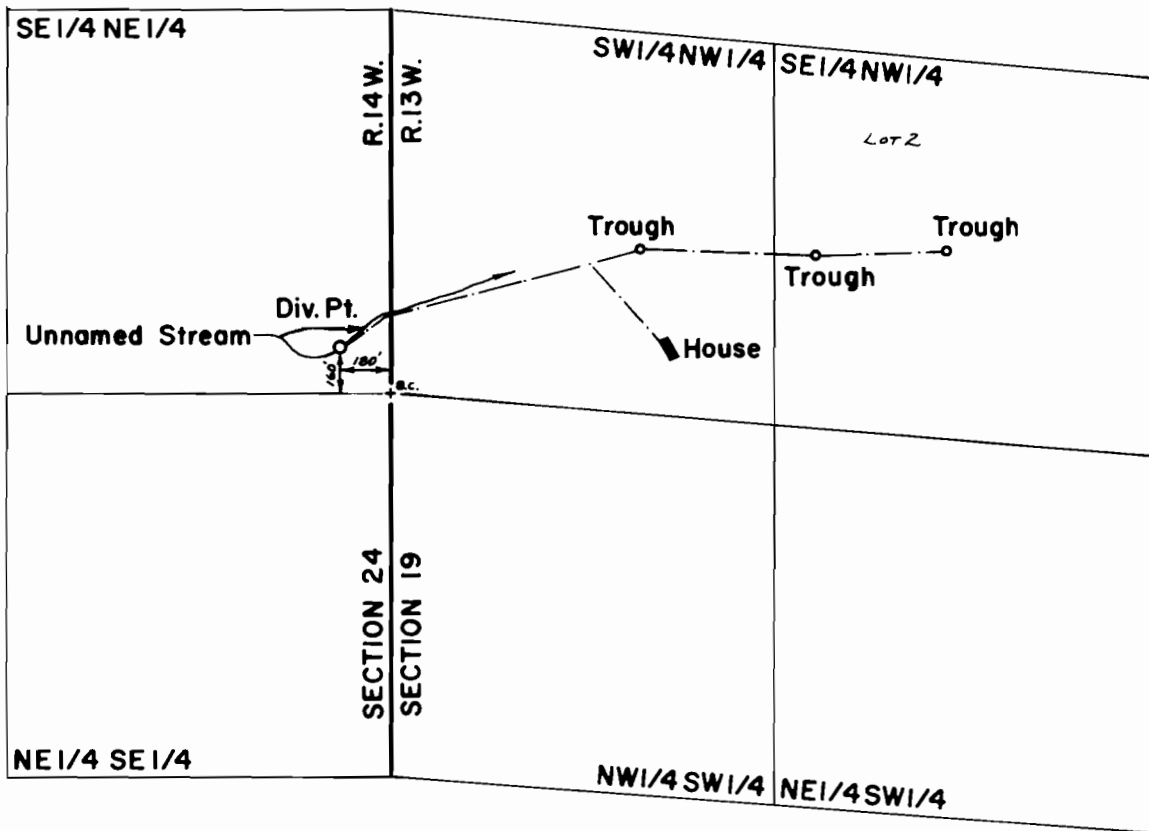 SE1/4 NE1/4
R.14W.
R.13W.
SW1/4NW1/4
SE1/4NW1/4
LOT 2
Trough
Trough
Trough
Div. Pt.
Unnamed Stream
House
160'
180'
B.C.
SECTION 24
SECTION 19
NE1/4 SE1/4
NW1/4 SW1/4
NE1/4SW1/4